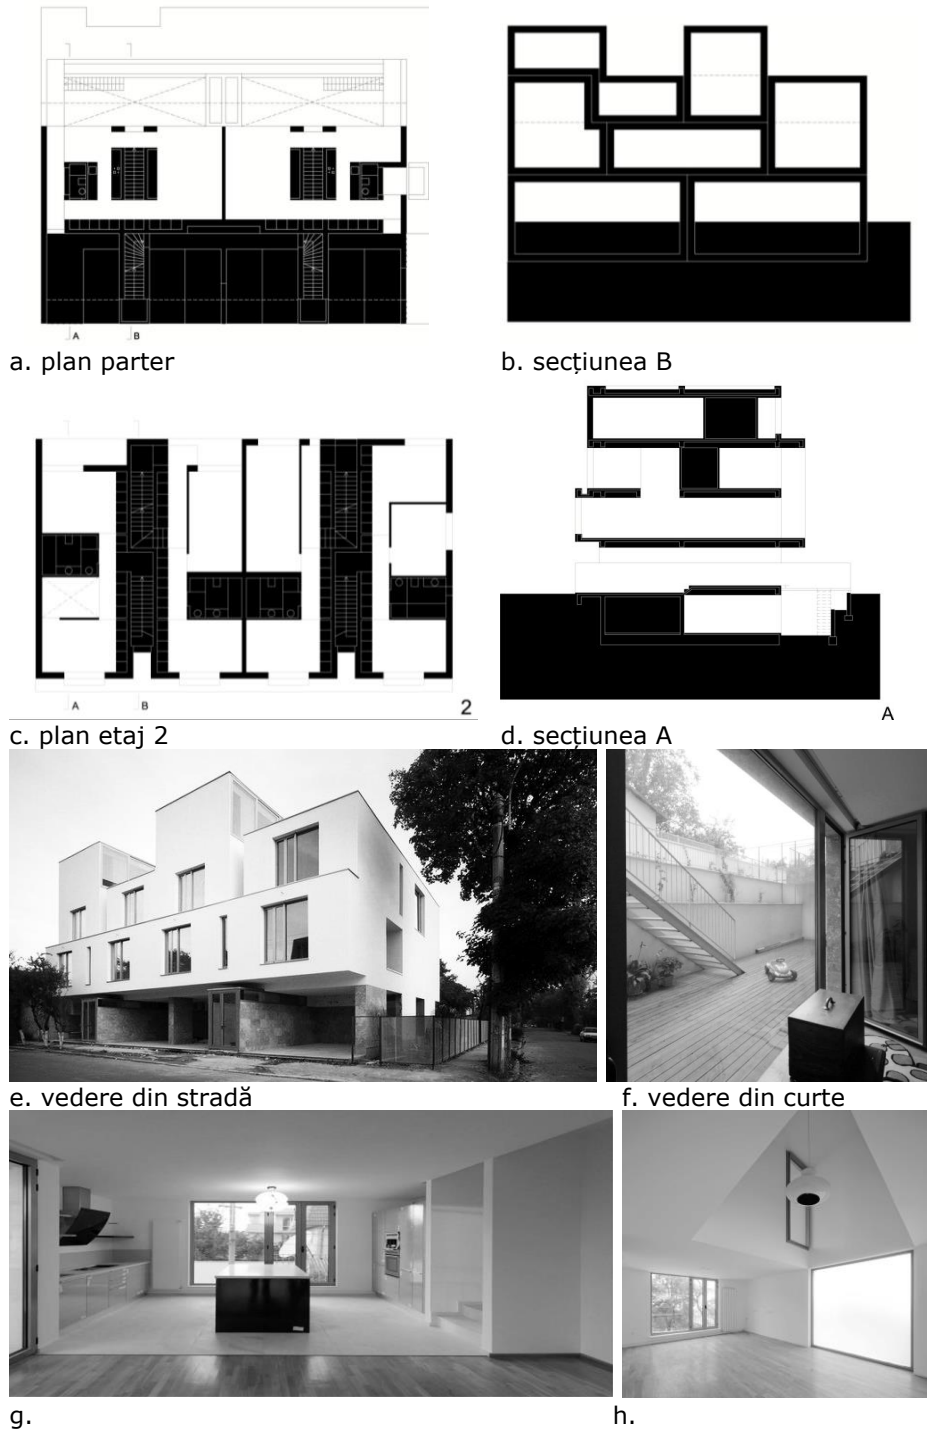 A B
a. plan parter
b. secțiunea B
A B
2
c. plan etaj 2
A
d. secțiunea A
e. vedere din stradă
f. vedere din curte
g.
h.